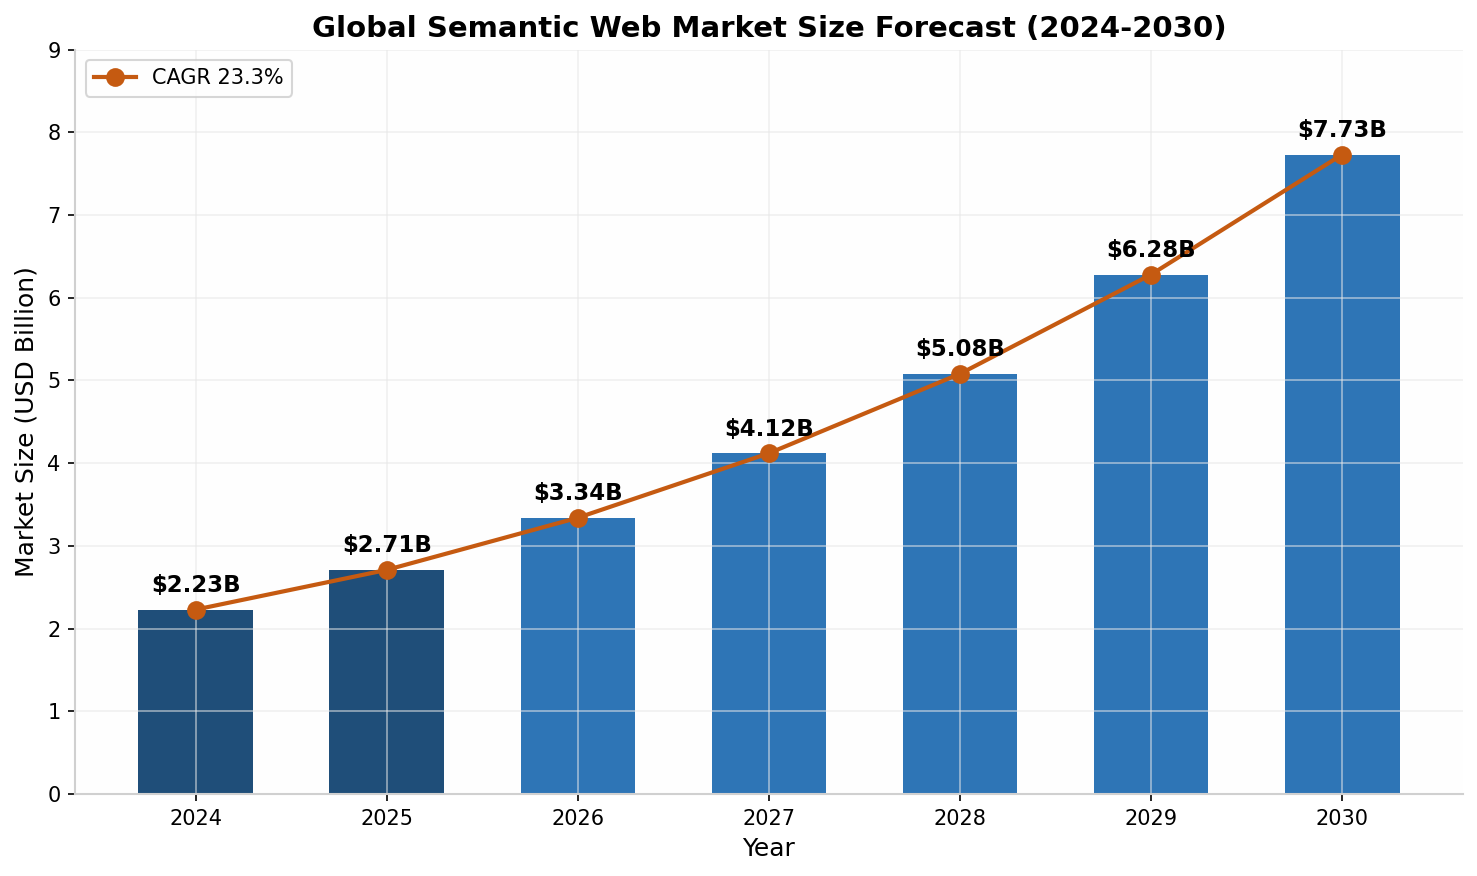 Global Semantic Web Market Size Forecast (2024-2030)
CAGR 23.3%
Market Size (USD Billion)
9
8
7
6
5
4
3
2
1
0
$2.23B
$2.71B
$3.34B
$4.12B
$5.08B
$6.28B
$7.73B
2024
2025
2026
2027
2028
2029
2030
Year